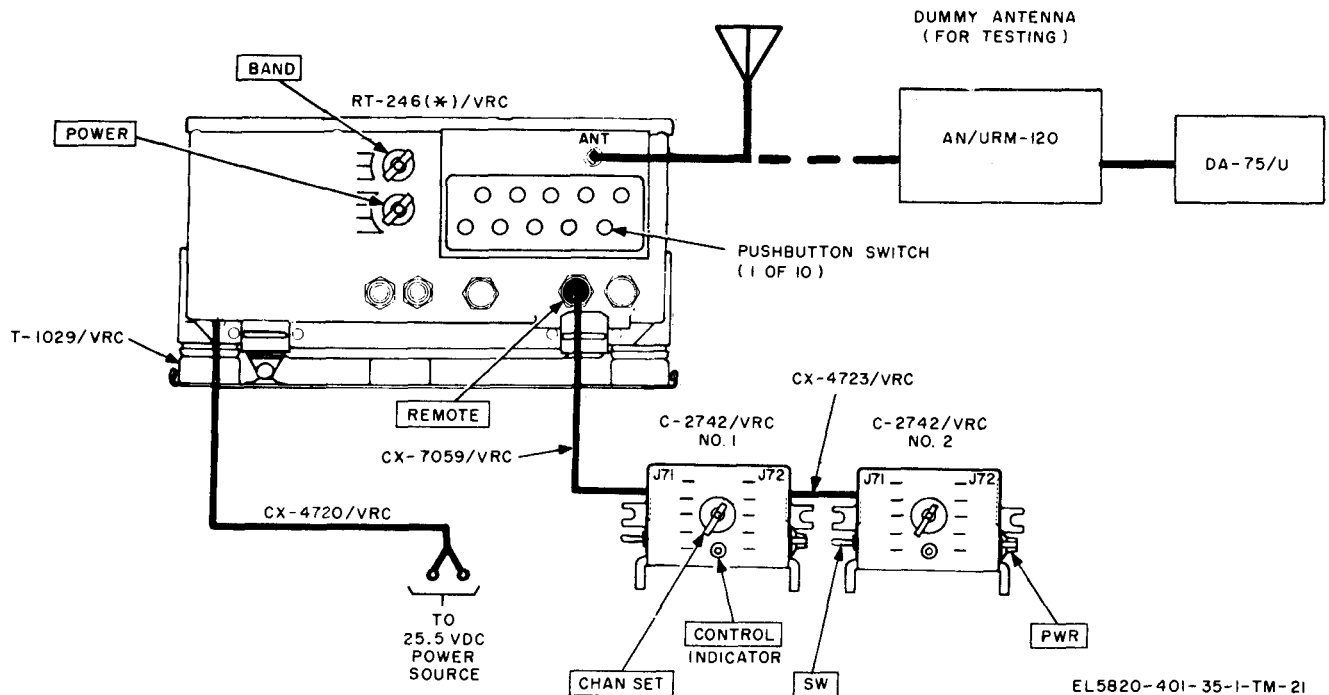 DUMMY ANTENNA
(FOR TESTING)
BAND
RT-246(*)/VRC
POWER
ANT
AN/URM-120
DA-75/U
PUSHBUTTON SWITCH
(1 OF 10)
T-1029/VRC
REMOTE
CX-7059/VRC
CX-4723/VRC
C-2742/VRC
NO. 1
C-2742/VRC
NO. 2
J71
J72
J71
J72
CX-4720/VRC
TO
25.5 VDC
POWER
SOURCE
CONTROL
INDICATOR
PWR
CHAN SET
SW
EL5820-401-35-1-TM-21